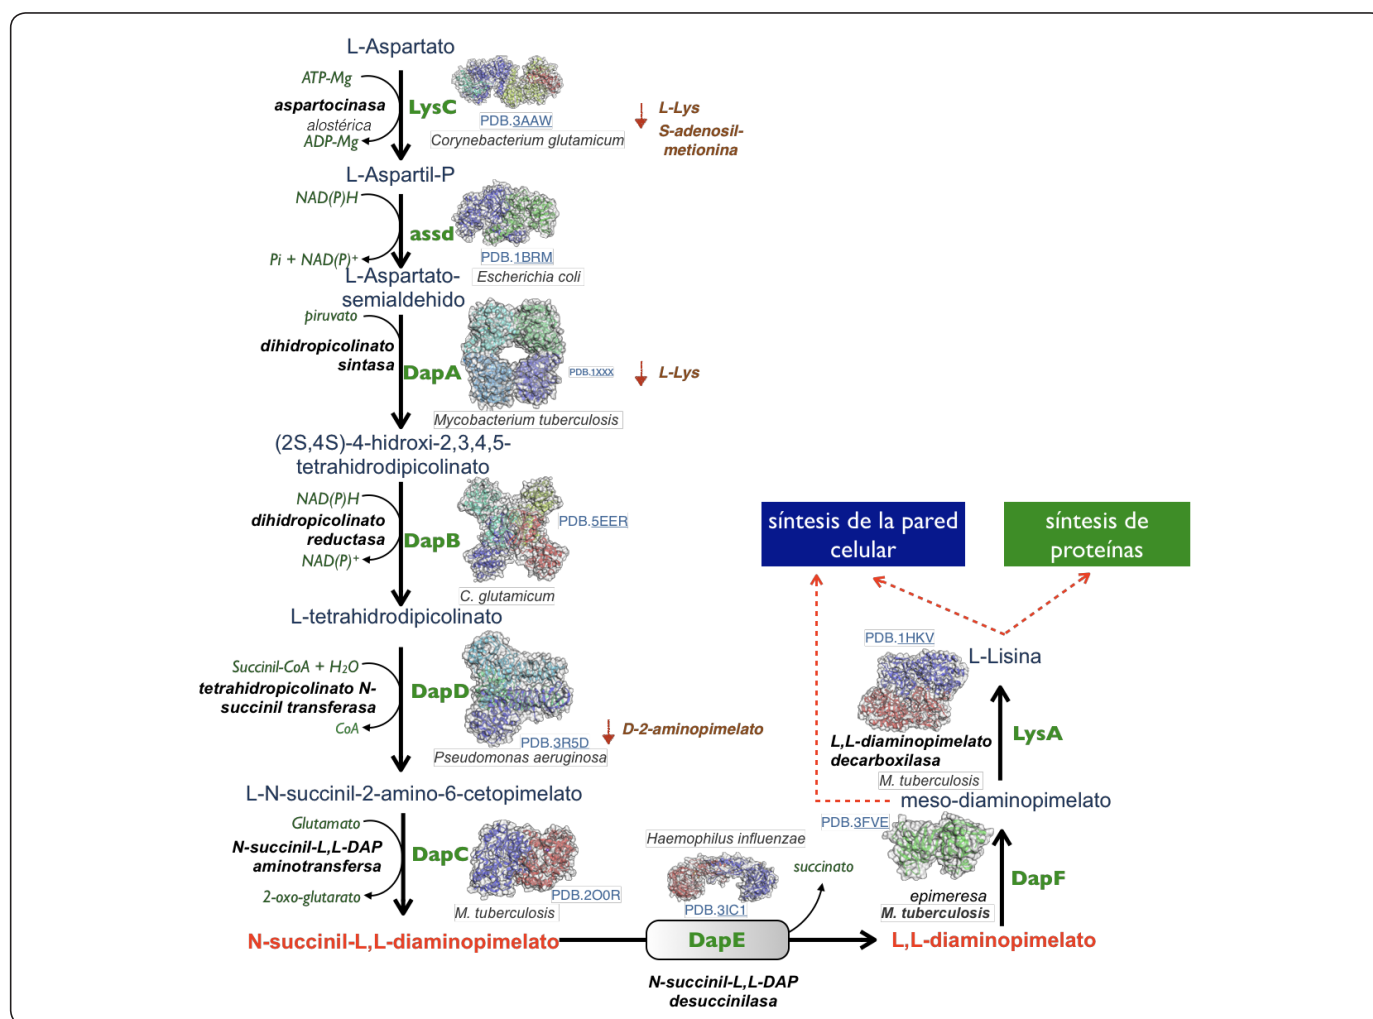 L-Aspartato
ATP-Mg
aspartocinasa
alostérica
ADP-Mg
LysC
PDB.3AAW
Corynebacterium glutamicum
L-Lys
S-adenosil-
metionina
L-Aspartil-P
NAD(P)H
assd
Pi + NAD(P)+
PDB.1BRM
Escherichia coli
L-Aspartato-
semialdehido
piruvato
dihidropicolinato
sintasa
DapA
PDB.1XXX
L-Lys
Mycobacterium tuberculosis
(2S,4S)-4-hidroxi-2,3,4,5-
tetrahidrodipicolinato
NAD(P)H
dihidropicolinato
reductasa
NAD(P)+
DapB
PDB.5EER
C. glutamicum
L-tetrahidrodipicolinato
Succinil-CoA + H2O
tetrahidropicolinato N-
succinil transferasa
CoA
DapD
PDB.3R5D
Pseudomonas aeruginosa
D-2-aminopimelato
L-N-succinil-2-amino-6-cetopimelato
Glutamato
N-succinil-L,L-DAP
aminotransfersa
2-oxo-glutarato
DapC
PDB.2O0R
M. tuberculosis
N-succinil-L,L-diaminopimelato
Haemophilus influenzae
PDB.3IC1
succinato
DapE
N-succinil-L,L-DAP
desuccinilasa
L,L-diaminopimelato
DapF
epimeresa
M. tuberculosis
PDB.3FVE
meso-diaminopimelato
LysA
L,L-diaminopimelato
decarboxilasa
M. tuberculosis
PDB.1HKV
L-Lisina
síntesis de la pared
celular
síntesis de
proteínas